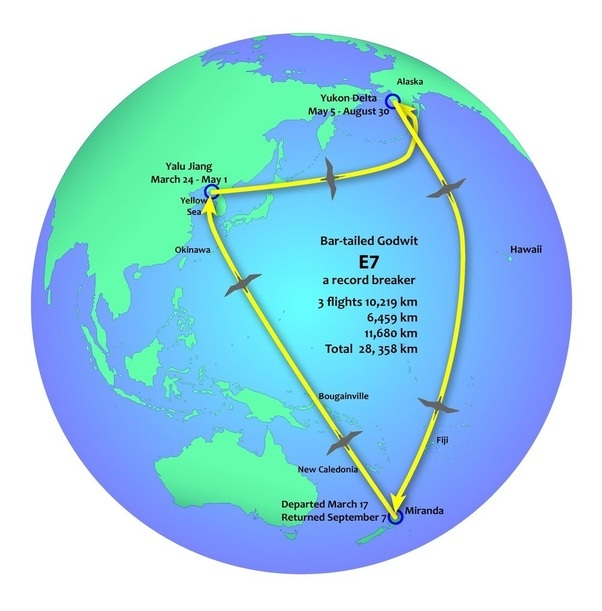 Alaska
Yukon Delta
May 5 - August 30
Yalu Jiang
March 24 - May 1
Yellow
Sea
Okinawa
Hawaii
Bar-tailed Godwit
E7
a record breaker
3 flights 10,219 km
6,459 km
11,680 km
Total 28, 358 km
Bougainville
Fiji
New Caledonia
Departed March 17
Returned September 7
Miranda